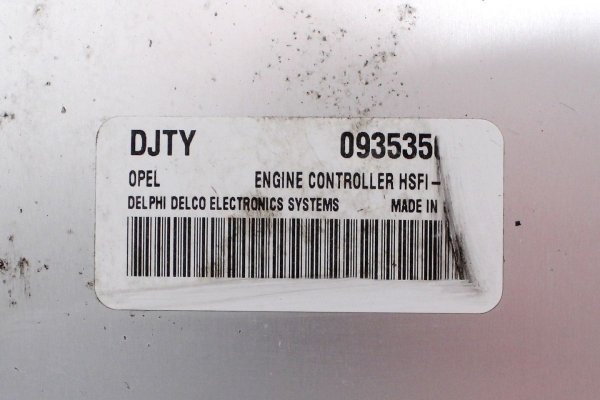 DJTY 093535
OPEL ENGINE CONTROLLER HSFI-
DELPHI DELCO ELECTRONICS SYSTEMS MADE IN